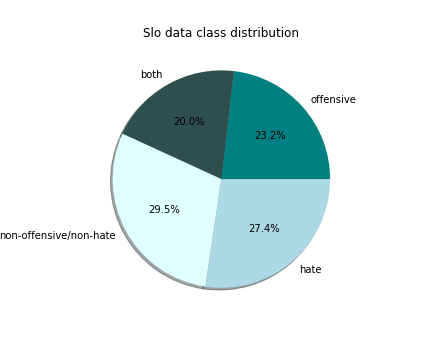 Slo data class distribution
both
offensive
20.0%
23.2%
29.5%
27.4%
non-offensive/non-hate
hate